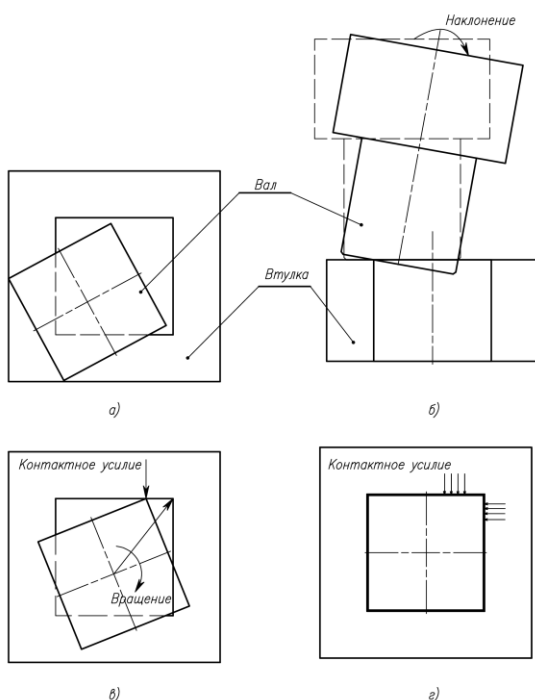 Наклонение
Вал
Втулка
а)
б)
Контактное усилие
Вращение
Контактное усилие
в)
г)